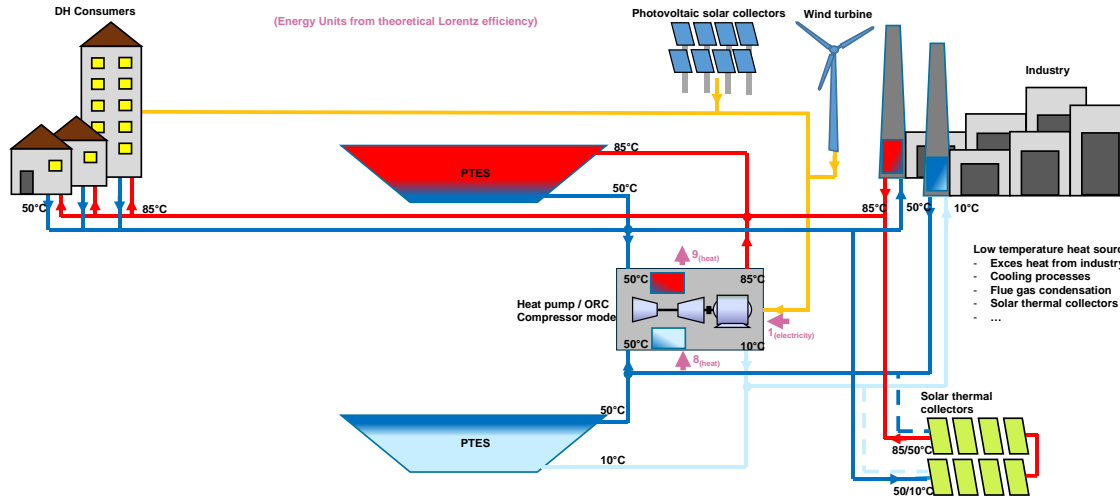 DH Consumers
(Energy Units from theoretical Lorentz efficiency)
Photovoltaic solar collectors
Wind turbine
Industry
85°C
PTES
50°C
50°C
85°C
85°C
50°C
10°C
Low temperature heat sour
- Exces heat from industry
- Cooling processes
- Flue gas condensation
- Solar thermal collectors
- ...
9(heat)
50°C
85°C
Heat pump / ORC
Compressor mode
50°C
10°C
1(electricity)
8(heat)
Solar thermal
collectors
50°C
PTES
10°C
85/50°C
50/10°C